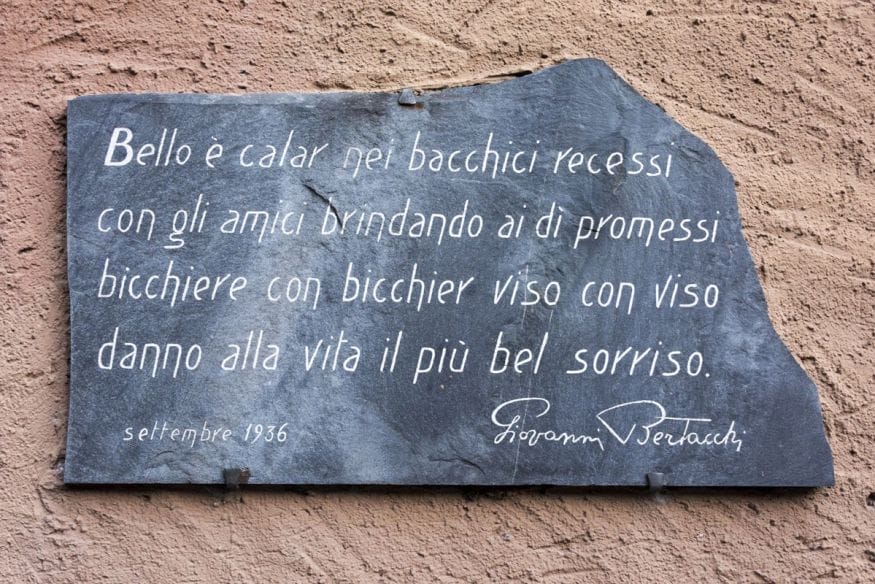 Bello è calar nei bacchici recessi
con gli amici brindando ai di promessi
bicchiere con bicchier viso con viso
danno alla vita il più bel sorriso.
settembre 1936
Giovanni Bertacchi